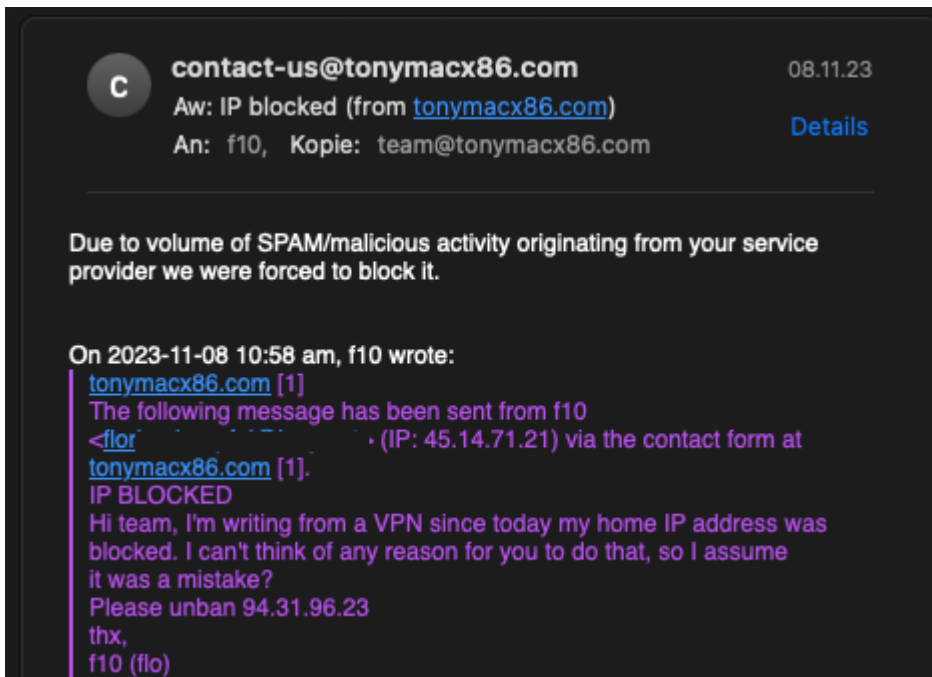 C
contact-us@tonymacx86.com
08.11.23
Aw: IP blocked (from tonymacx86.com)
Details
An: f10, Kopie: team@tonymacx86.com
Due to volume of SPAM/malicious activity originating from your service
provider we were forced to block it.
On 2023-11-08 10:58 am, f10 wrote:
tonymacx86.com [1]
The following message has been sent from f10
<flor (IP: 45.14.71.21) via the contact form at
tonymacx86.com [1].
IP BLOCKED
Hi team, I'm writing from a VPN since today my home IP address was
blocked. I can't think of any reason for you to do that, so I assume
it was a mistake?
Please unban 94.31.96.23
thx,
f10 (flo)